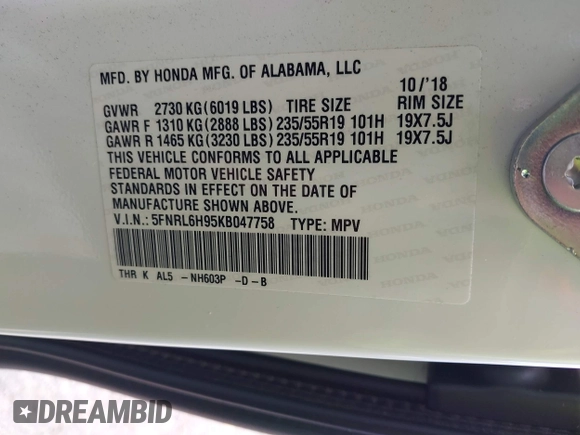 MFD. BY HONDA MFG. OF ALABAMA, LLC
10/'18
GVWR 2730 KG(6019 LBS) TIRE SIZE RIM SIZE
GAWR F 1310 KG(2888 LBS)235/55R19 101H 19X7.5J
GAWR R 1465 KG(3230 LBS)235/55R19 101H 19X7.5J
THIS VEHICLE CONFORMS TO ALL APPLICABLE
FEDERAL MOTOR VEHICLE SAFETY
STANDARDS IN EFFECT ON THE DATE OF
MANUFACTURE SHOWN ABOVE.
V.I.N.: 5FNRL6H95KB047758 TYPE: MPV
THR K AL5 -NH603P -D-B
DREAMBID